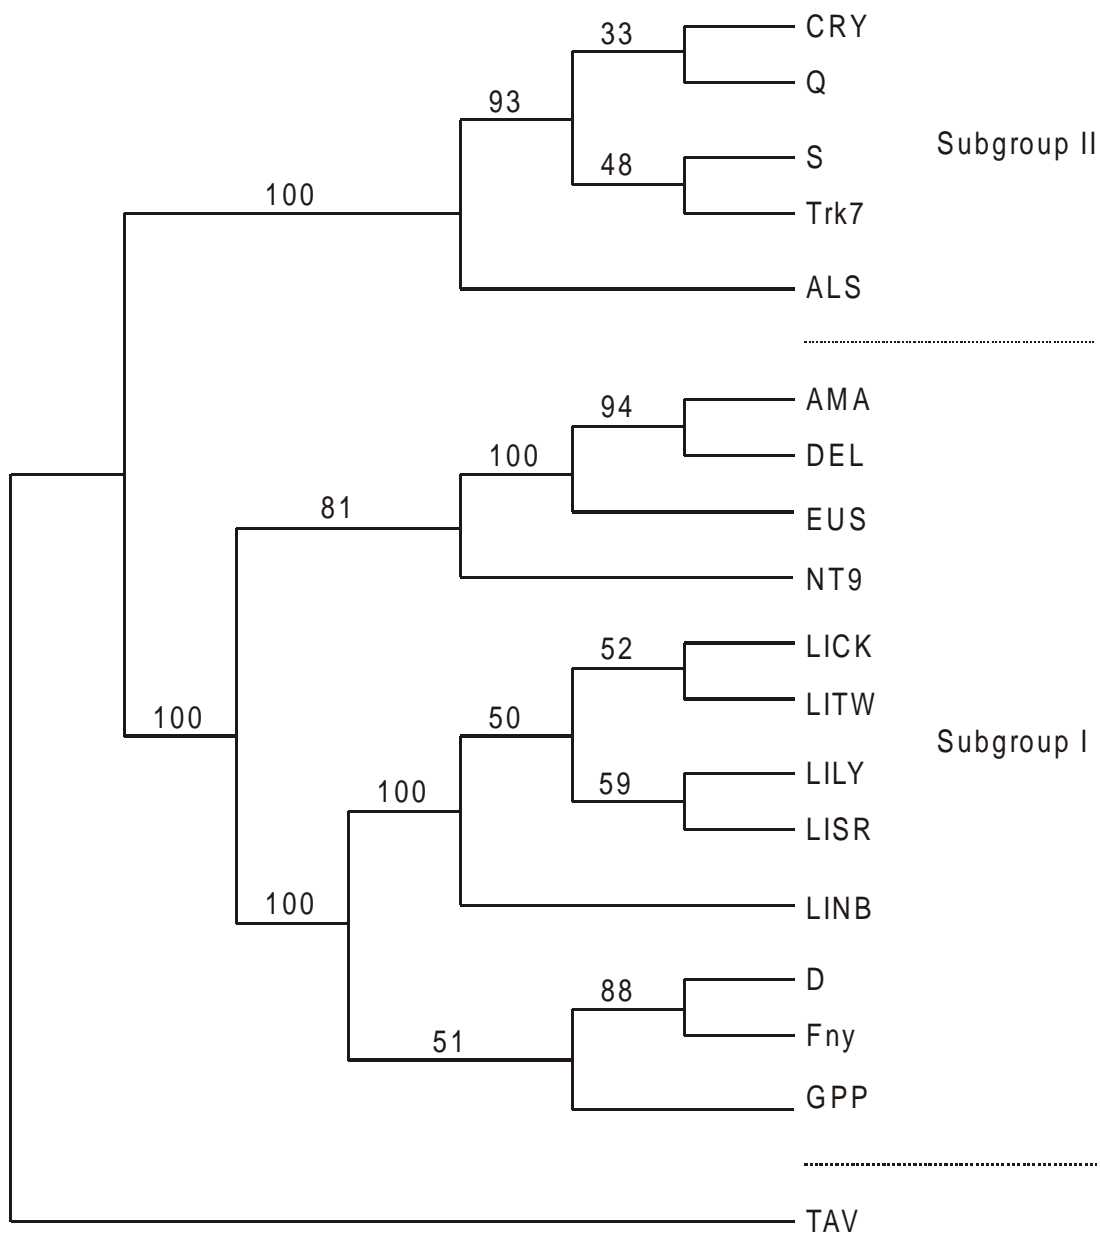 CRY
33
Q
93
Subgroup II
S
48
Trk7
100
ALS
AMA
94
DEL
100
81
EUS
NT9
LICK
52
LITW
100
50
Subgroup I
LILY
59
LISR
100
100
LINB
D
88
Fny
51
GPP
TAV